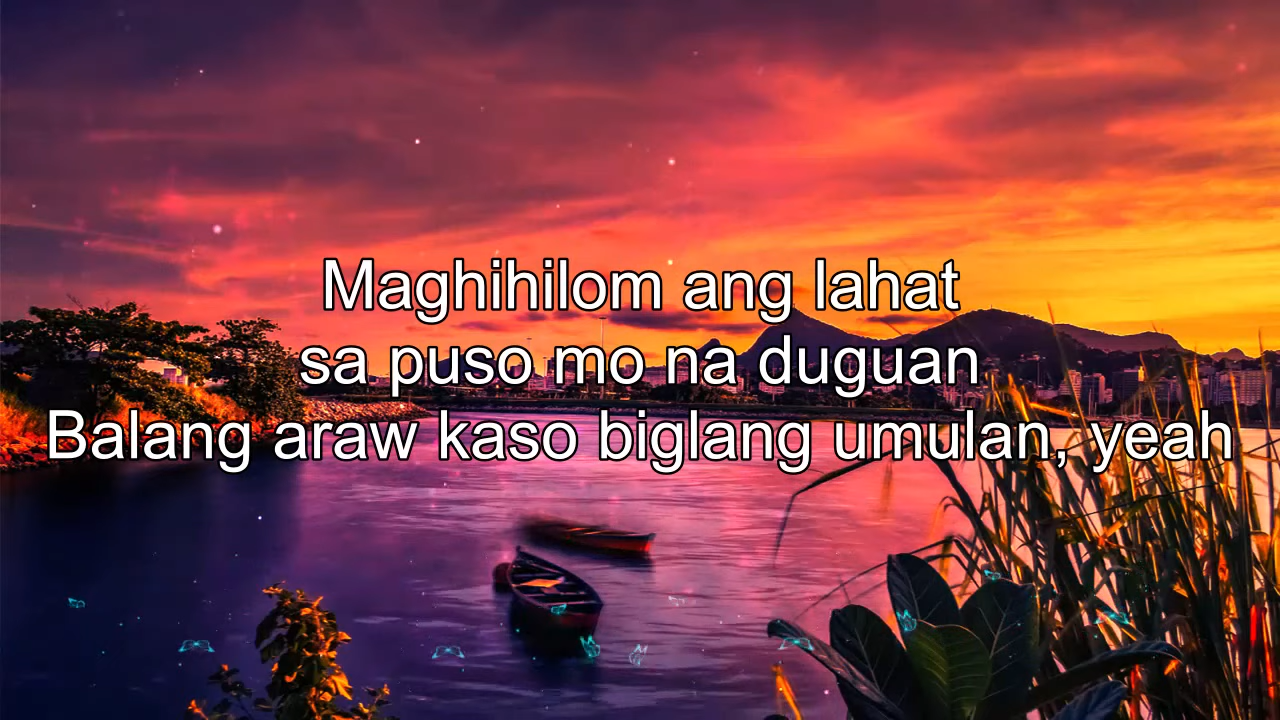 Maghihilom ang lahat
sa puso mo na duguan
Balang araw kaso biglang umulan, yeah